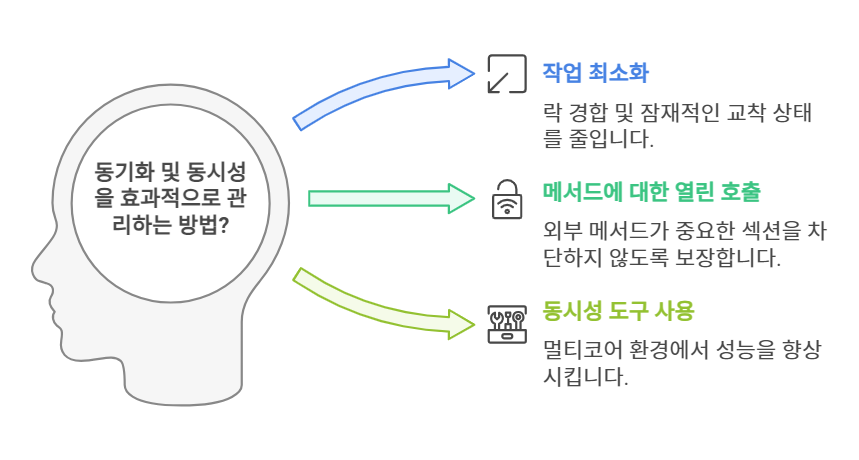 동기화 및 동시성
을 효과적으로 관
리하는 방법?
작업 최소화
락 경합 및 잠재적인 교착 상태
를 줄입니다.
메서드에 대한 열린 호출
외부 메서드가 중요한 섹션을 차
단하지 않도록 보장합니다.
동시성 도구 사용
멀티코어 환경에서 성능을 향상
시킵니다.